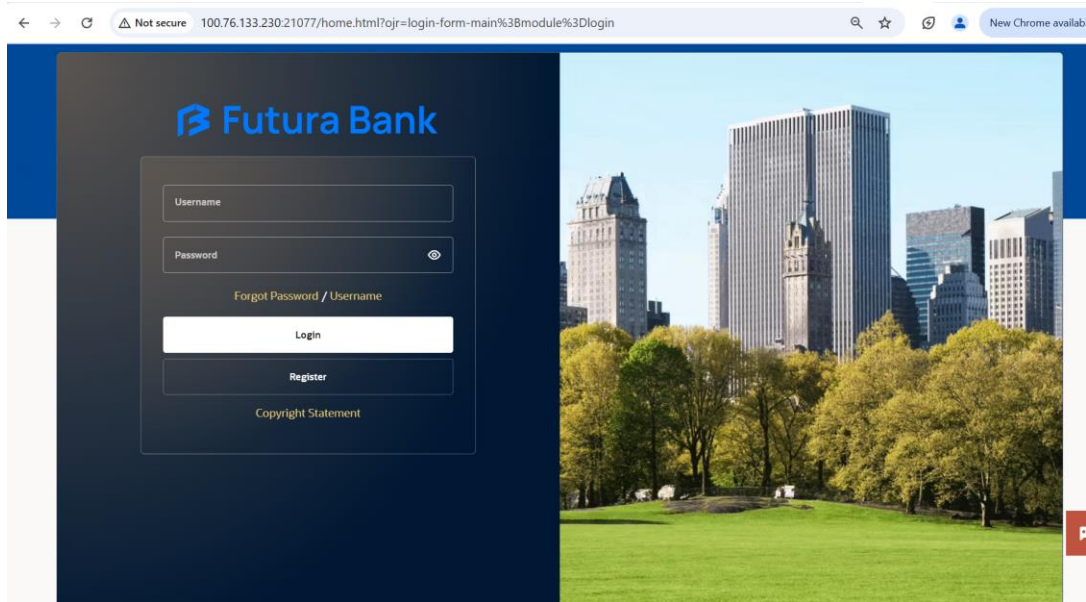 Not secure 100.76.133.230:21077/home.html?ojr=login-form-main%3Bmodule%3Dlogin
New Chrome availab
Futura Bank
Username
Password
Forgot Password / Username
Login
Register
Copyright Statement